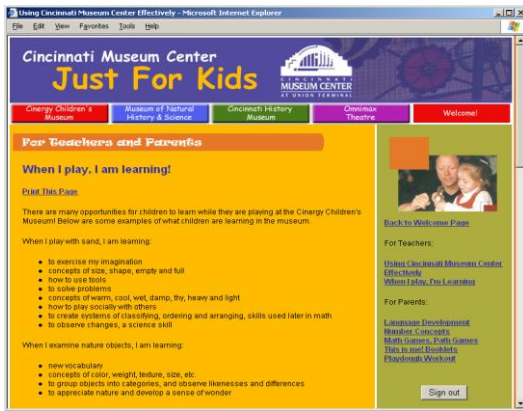 Using Cincinnati Museum Center Effectively - Microsoft Internet Explorer
File Edit View Favorites Tools Help
Cincinnati Museum Center
Just For Kids
CINCINNATI
MUSEUM CENTER
AT UNION TERMINAL
Cinergy Children's
Museum
Museum of Natural
History & Science
Cincinnati History
Museum
Omnimax
Theatre
Welcome!
For Teachers and Parents
When I play, I am learning!
Print This Page
There are many opportunities for children to learn while they are playing at the Cinergy Children's
Museum! Below are some examples of what children are learning in the museum.
When I play with sand, I am learning:
to exercise my imagination
concepts of size, shape, empty and full
how to use tools
to solve problems
concepts of warm, cool, wet, damp, thy, heavy and light
how to play socially with others
to create systems of classifying, ordering and arranging, skills used later in math
to observe changes, a science skill
When I examine nature objects, I am learning:
new vocabulary
concepts of color, weight, texture, size, etc.
to group objects into categories, and observe likenesses and differences
to appreciate nature and develop a sense of wonder
Back to Welcome Page
For Teachers:
Using Cincinnati Museum Center
Effectively
When I play, I'm Learning
For Parents:
Language Development
Number Concepts
Math Games, Path Games
This is me! Booklets
Playdough Workout
Sign out